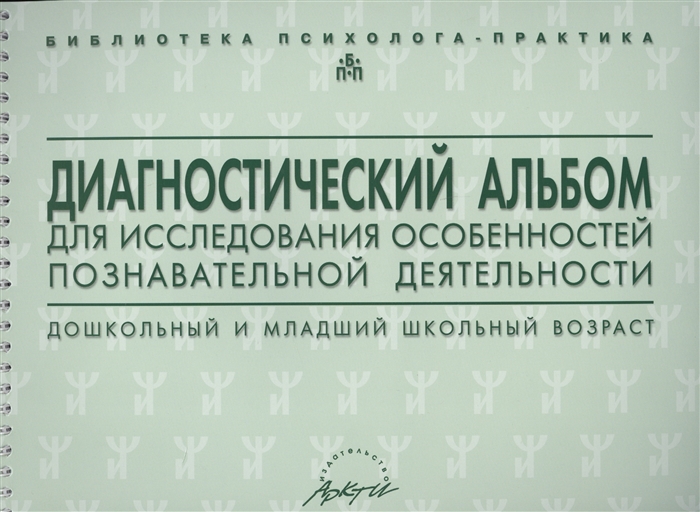 БИБЛИОТЕКА ПСИХОЛОГА-ПРАКТИКА
·Б·
П·П
ДИАГНОСТИЧЕСКИЙ АЛЬБОМ
ДЛЯ ИССЛЕДОВАНИЯ ОСОБЕННОСТЕЙ
ПОЗНАВАТЕЛЬНОЙ ДЕЯТЕЛЬНОСТИ
ДОШКОЛЬНЫЙ И МЛАДШИЙ ШКОЛЬНЫЙ ВОЗРАСТ
ИЗДАТЕЛЬСТВО
АРКТИ